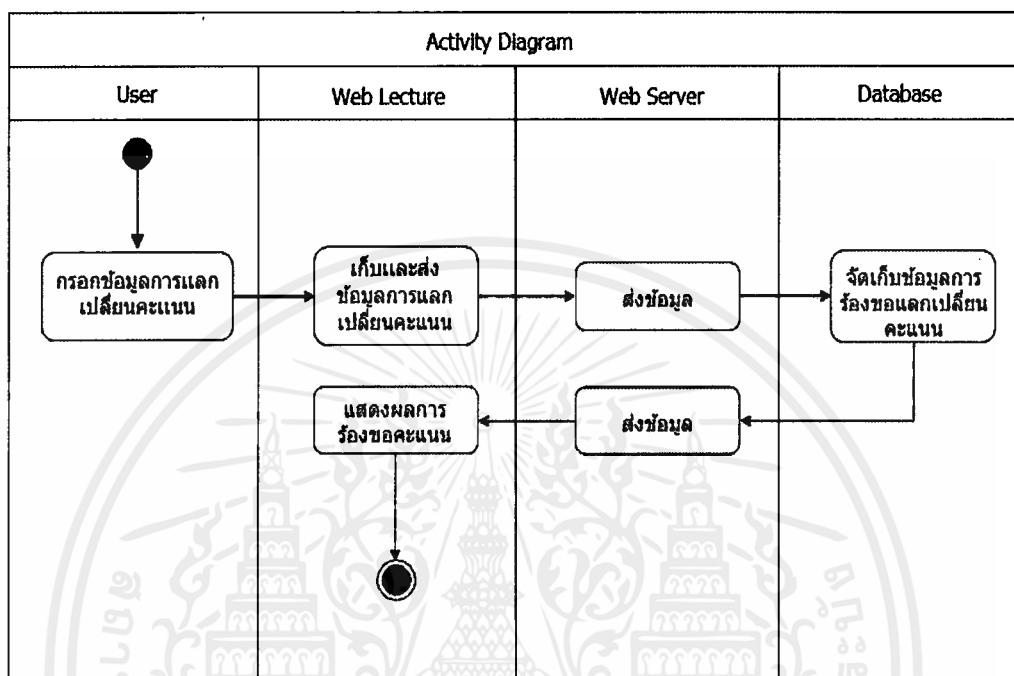 Activity Diagram
User
Web Lecture
Web Server
Database
กรอกข้อมูลการแลก
เปลี่ยนคะแนน
เก็บและส่ง
ข้อมูลการแลก
เปลี่ยนคะแนน
ส่งข้อมูล
จัดเก็บข้อมูลการ
ร้องขอแลกเปลี่ยน
คะแนน
แสดงผลการ
ร้องขอคะแนน
ส่งข้อมูล